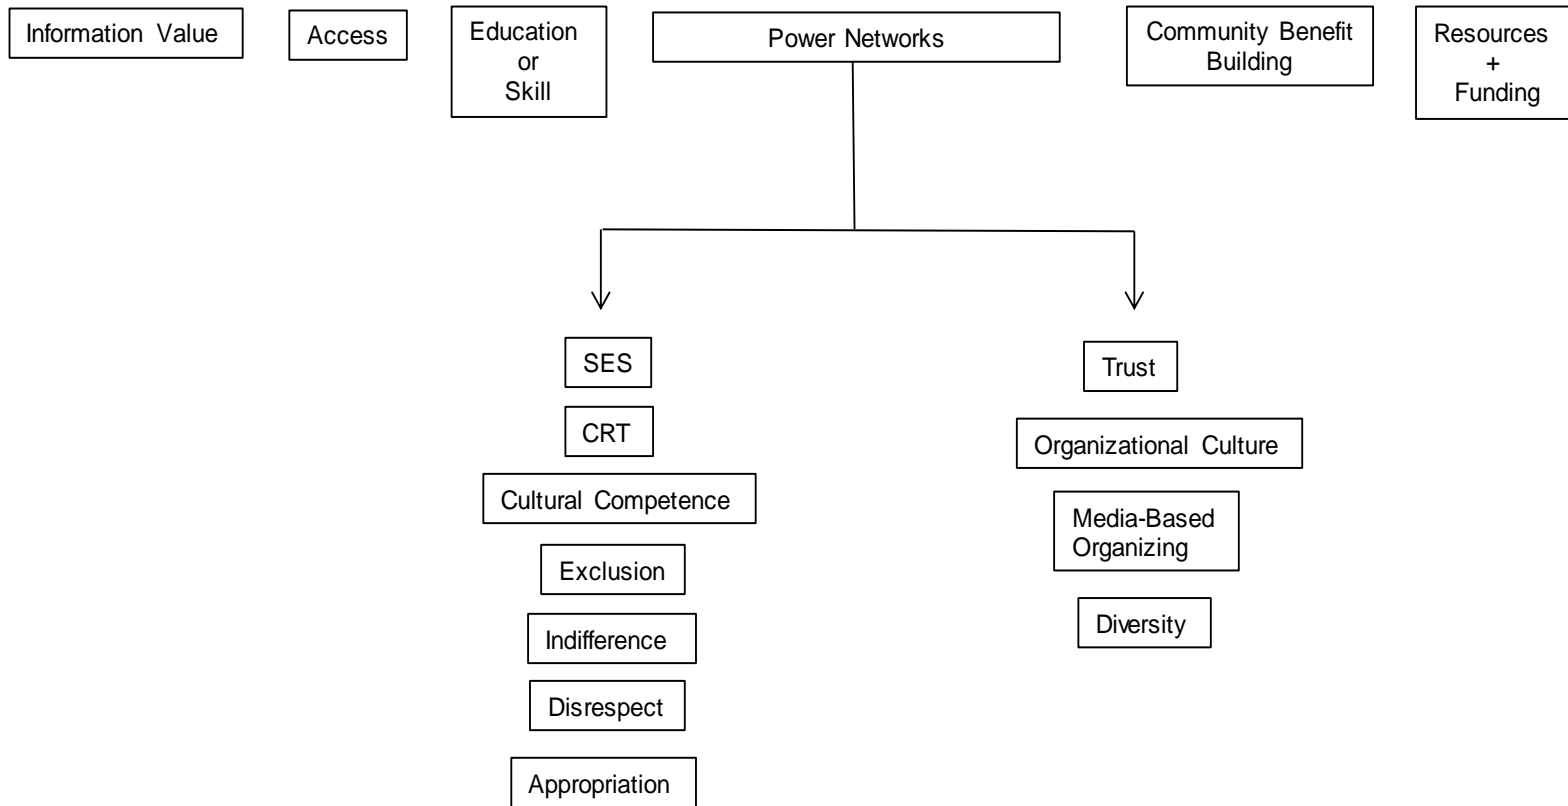 Information Value
Access
Education
or
Skill
Power Networks
Community Benefit
Building
Resources
+
Funding
SES
CRT
Cultural Competence
Exclusion
Indifference
Disrespect
Appropriation
Trust
Organizational Culture
Media-Based
Organizing
Diversity